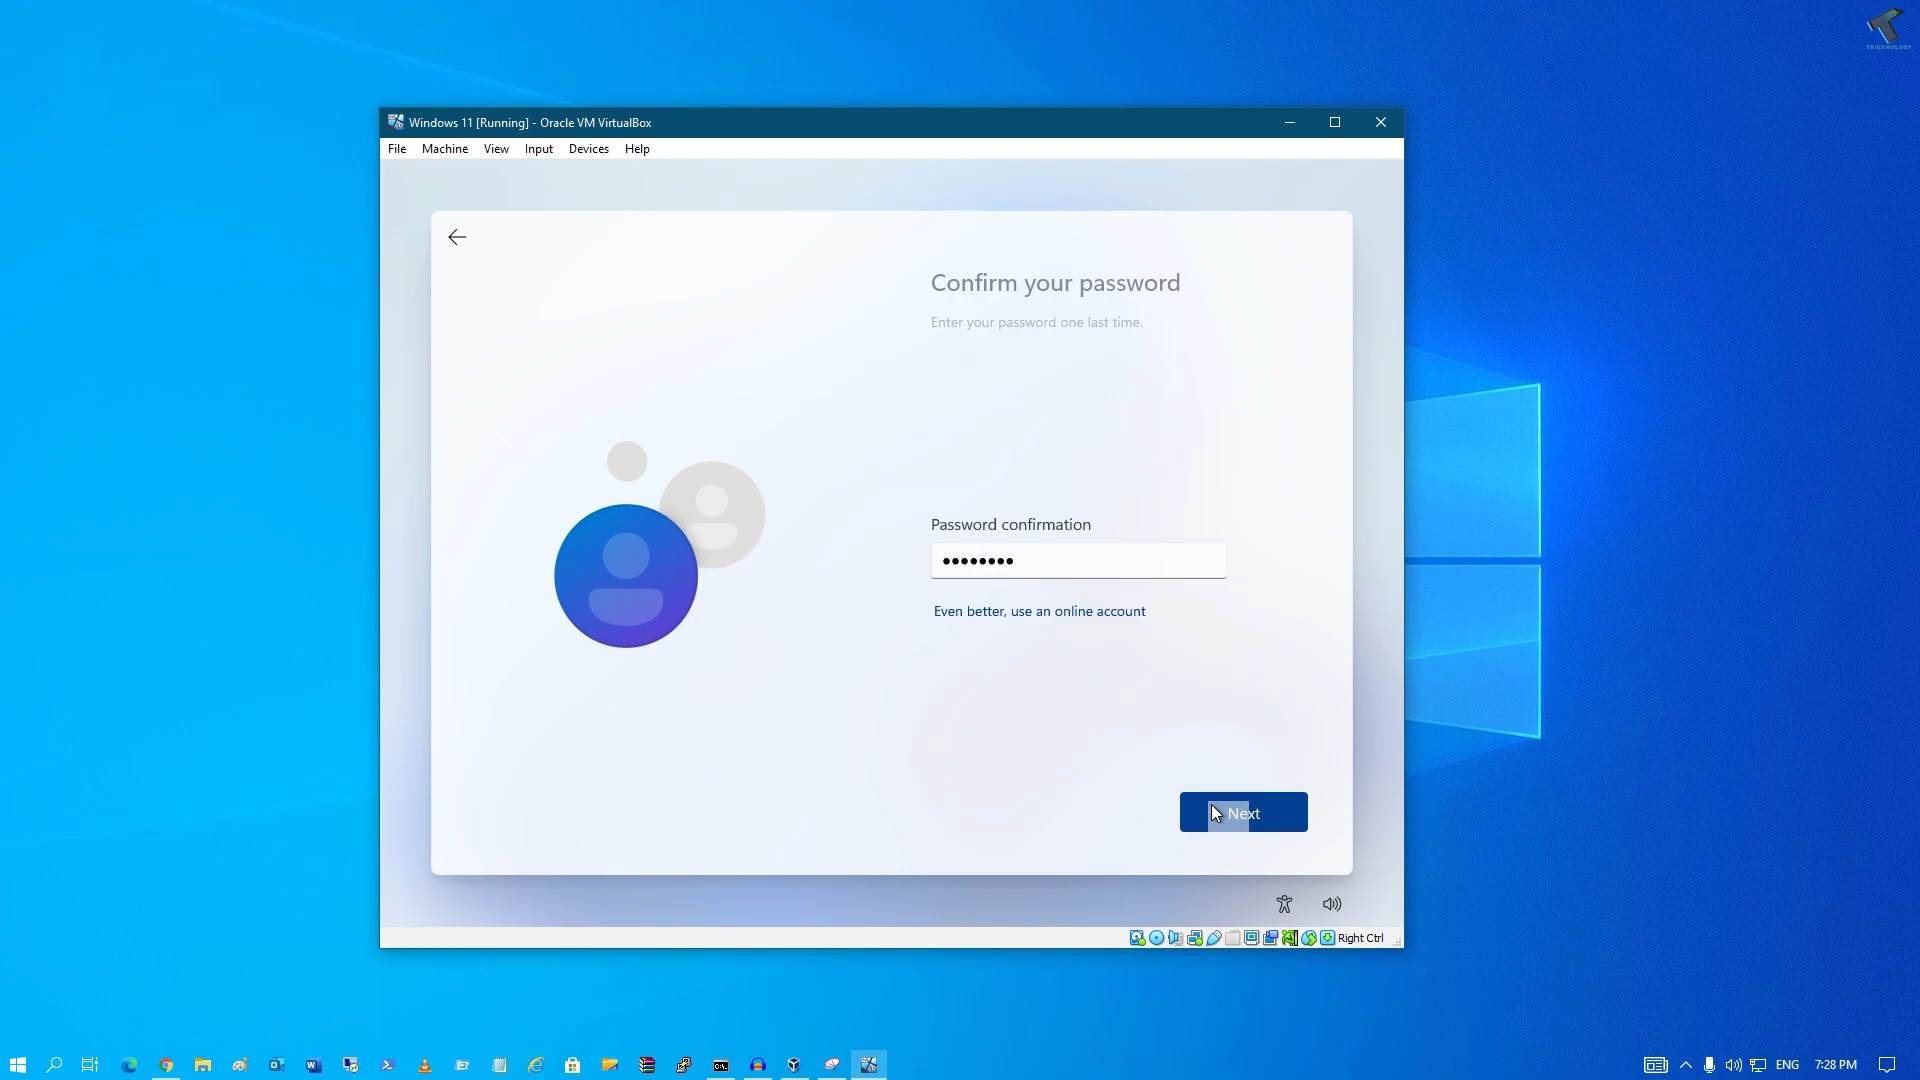 TRICKNOLOGY
Windows 11 [Running] - Oracle VM VirtualBox
File Machine View Input Devices Help
Confirm your password
Enter your password one last time.
Password confirmation
Even better, use an online account
Next
Right Ctrl
ENG 7:28 PM